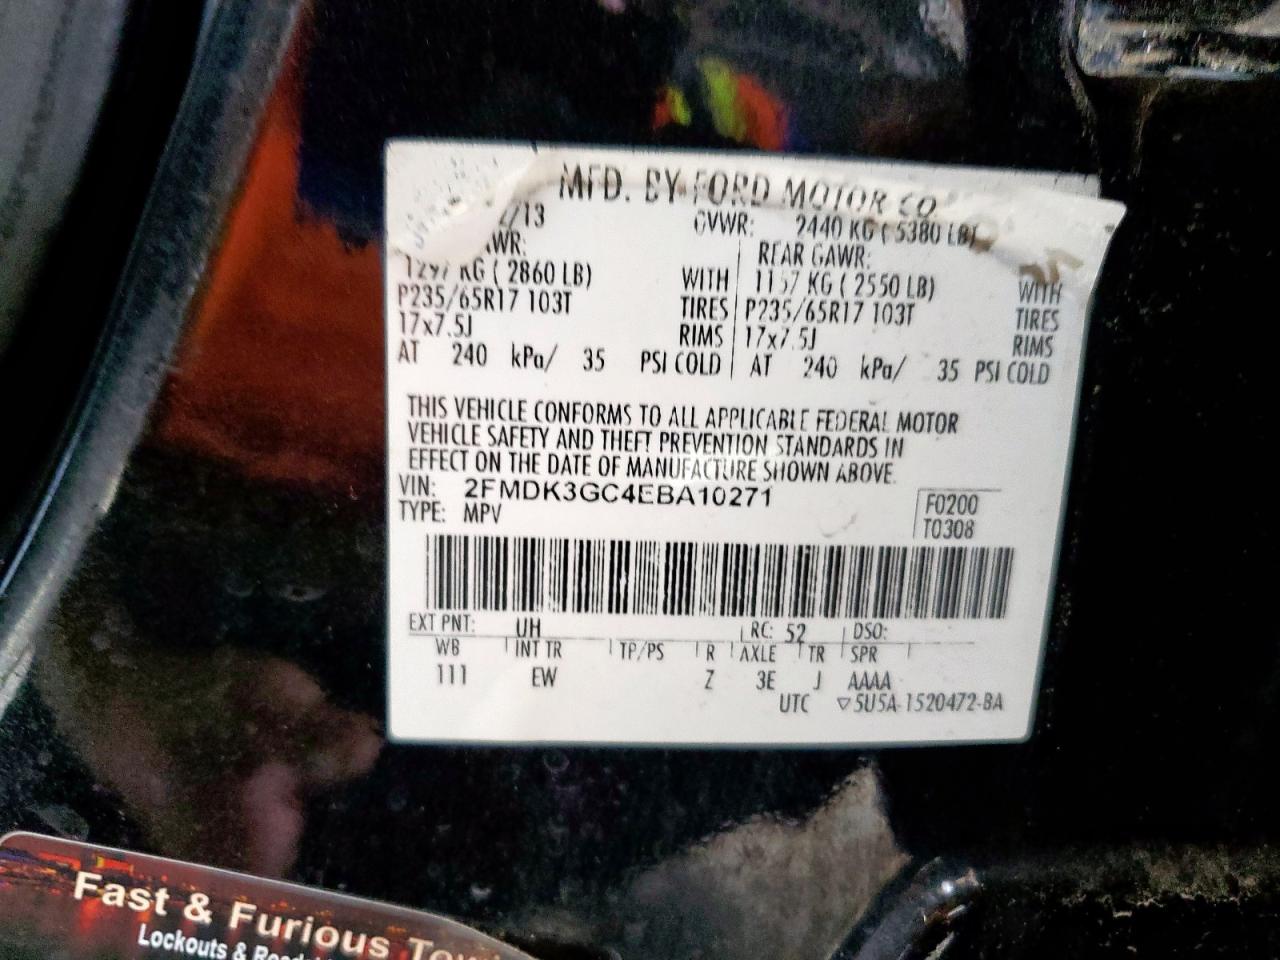 MFD. BY FORD MOTOR CO
/13 GVWR: 2440 KG ( 5380 LB)
REAR GAWR:
1297 KG ( 2860 LB) WITH 1157 KG ( 2550 LB) WITH
P235/65R17 103T TIRES P235/65R17 103T TIRES
17x7.5J RIMS 17x7.5J RIMS
AT 240 kPa/ 35 PSI COLD AT 240 kPa/ 35 PSI COLD
THIS VEHICLE CONFORMS TO ALL APPLICABLE FEDERAL MOTOR
VEHICLE SAFETY AND THEFT PREVENTION STANDARDS IN
EFFECT ON THE DATE OF MANUFACTURE SHOWN ABOVE.
VIN: 2FMDK3GC4EBA10271
TYPE: MPV
F0200
T0308
EXT PNT: UH RC: 52 DSO:
WB INT TR TP/PS R AXLE TR SPR
111 EW Z 3E J AAAA
UTC ▽5U5A-1520472-BA
Fast & Furious
Lockouts &